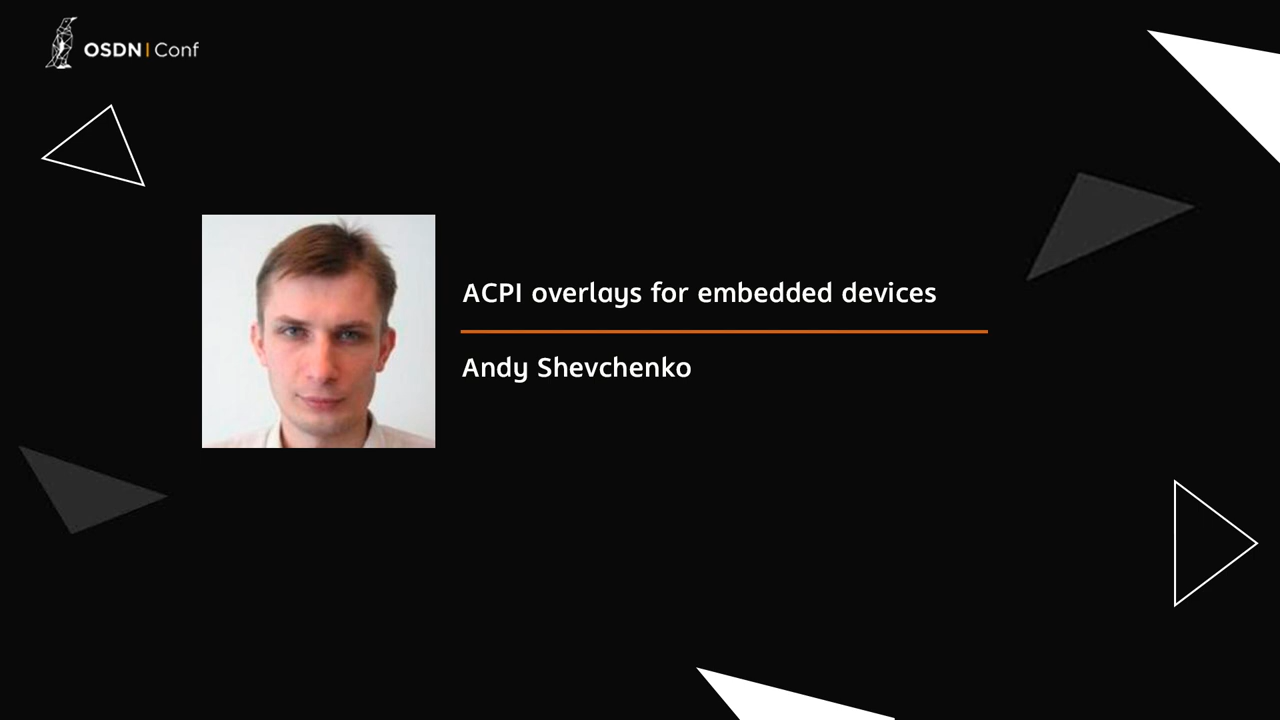 OSDN | Conf
ACPI overlays for embedded devices
Andy Shevchenko